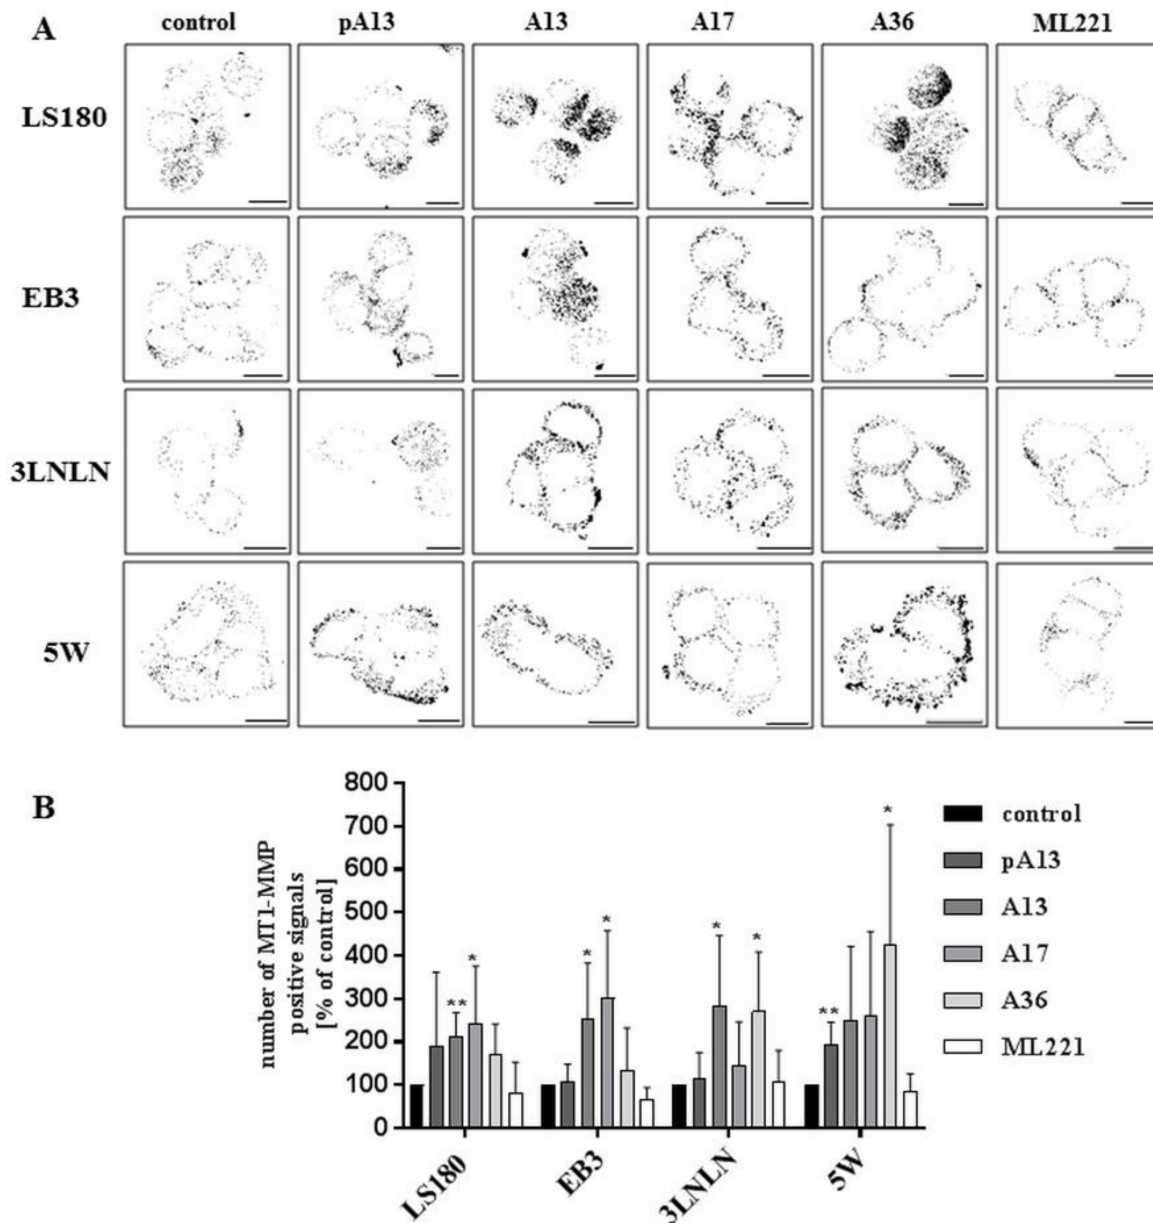 A
control pA13 A13 A17 A36 ML221
LS180
EB3
3LNLN
5W
B
number of MT1-MMP
positive signals
[% of control]
800
700
600
500
400
300
200
100
0
* ** * * * * * ** *
LS180 EB3 3LNLN 5W
control
pA13
A13
A17
A36
ML221